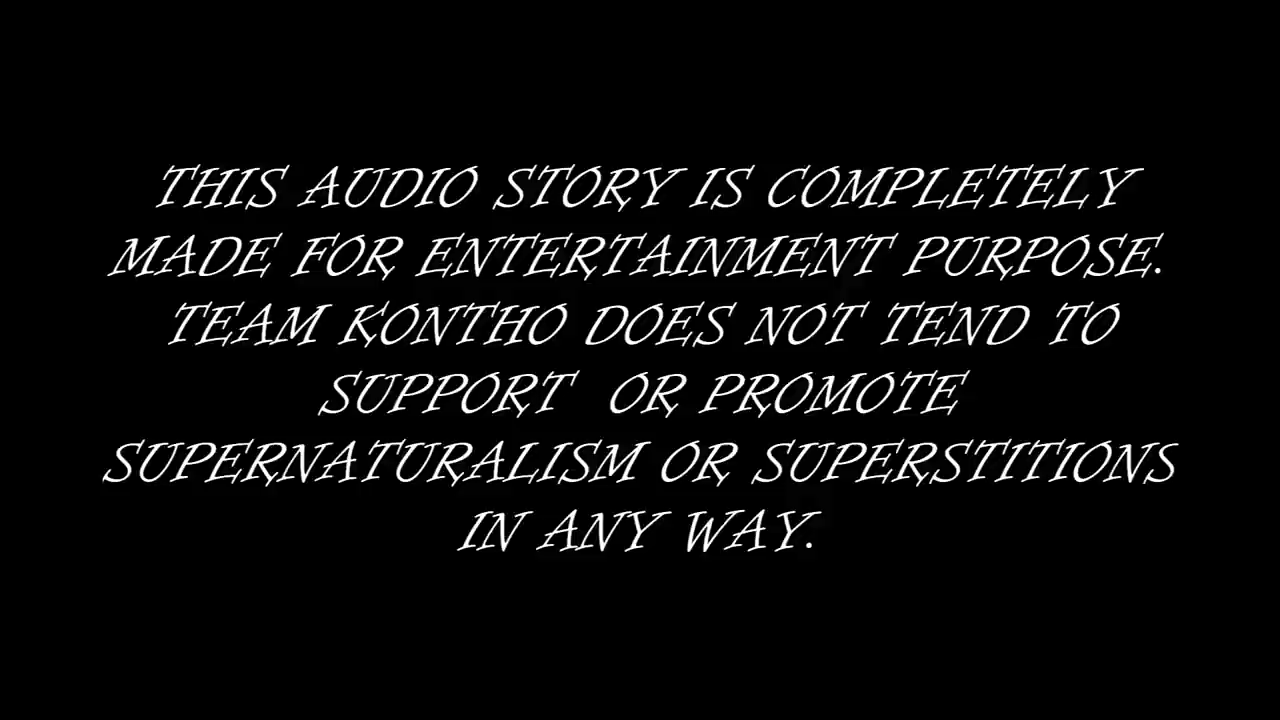 THIS AUDIO STORY IS COMPLETELY
MADE FOR ENTERTAINMENT PURPOSE.
TEAM KONTHO DOES NOT TEND TO
SUPPORT OR PROMOTE
SUPERNATURALISM OR SUPERSTITIONS
IN ANY WAY.